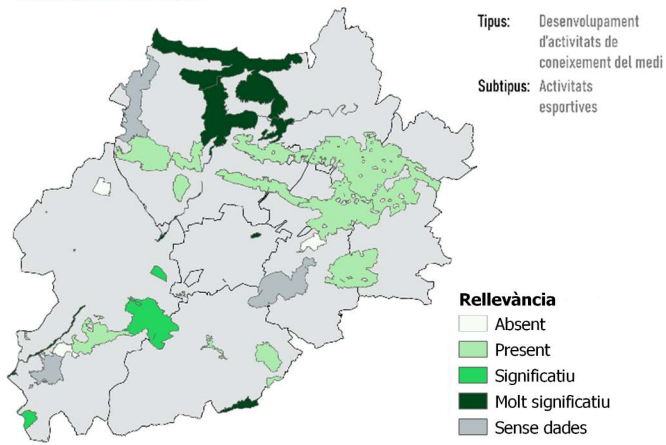 Tipus: Desenvolupament
d'activitats de
coneixement del medi
Subtipus: Activitats
esportives
Rellevància
Absent
Present
Significatiu
Molt significatiu
Sense dades